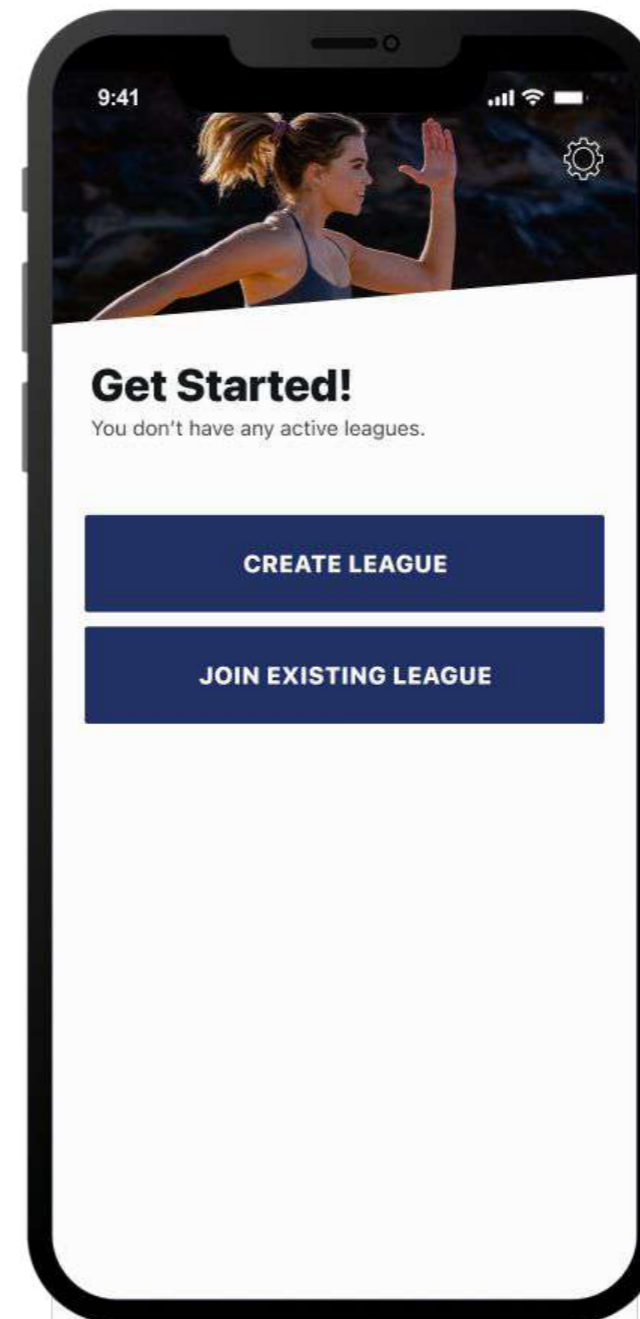 9:41
Get Started!
You don’t have any active leagues.
CREATE LEAGUE
JOIN EXISTING LEAGUE